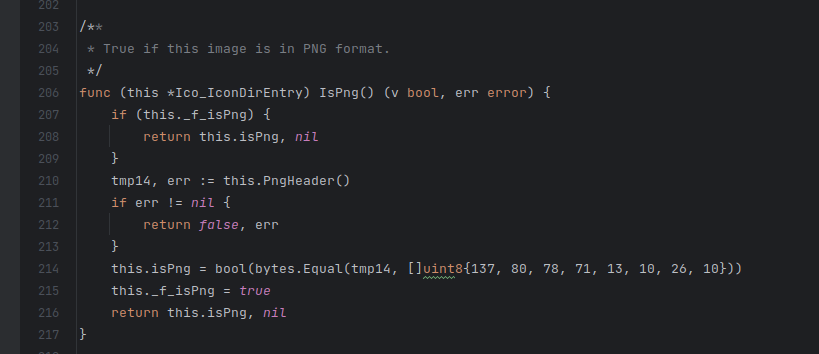 202
203 /**
204 * True if this image is in PNG format.
205 */
206 func (this *Ico_IconDirEntry) IsPng() (v bool, err error) {
207 if (this._f_isPng) {
208 return this.isPng, nil
209 }
210 tmp14, err := this.PngHeader()
211 if err != nil {
212 return false, err
213 }
214 this.isPng = bool(bytes.Equal(tmp14, []uint8{137, 80, 78, 71, 13, 10, 26, 10}))
215 this._f_isPng = true
216 return this.isPng, nil
217 }